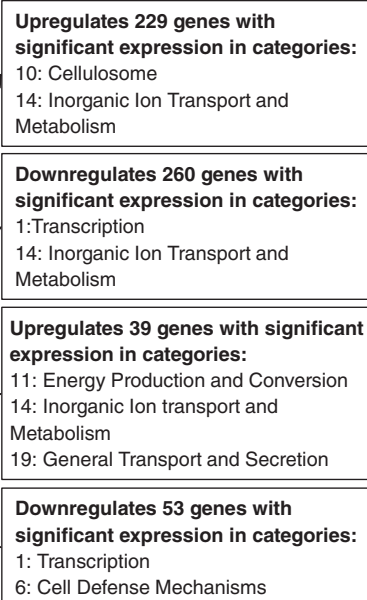 Upregulates 229 genes with
significant expression in categories:
10: Cellulosome
14: Inorganic Ion Transport and
Metabolism
Downregulates 260 genes with
significant expression in categories:
1:Transcription
14: Inorganic Ion Transport and
Metabolism
Upregulates 39 genes with significant
expression in categories:
11: Energy Production and Conversion
14: Inorganic Ion transport and
Metabolism
19: General Transport and Secretion
Downregulates 53 genes with
significant expression in categories:
1: Transcription
6: Cell Defense Mechanisms